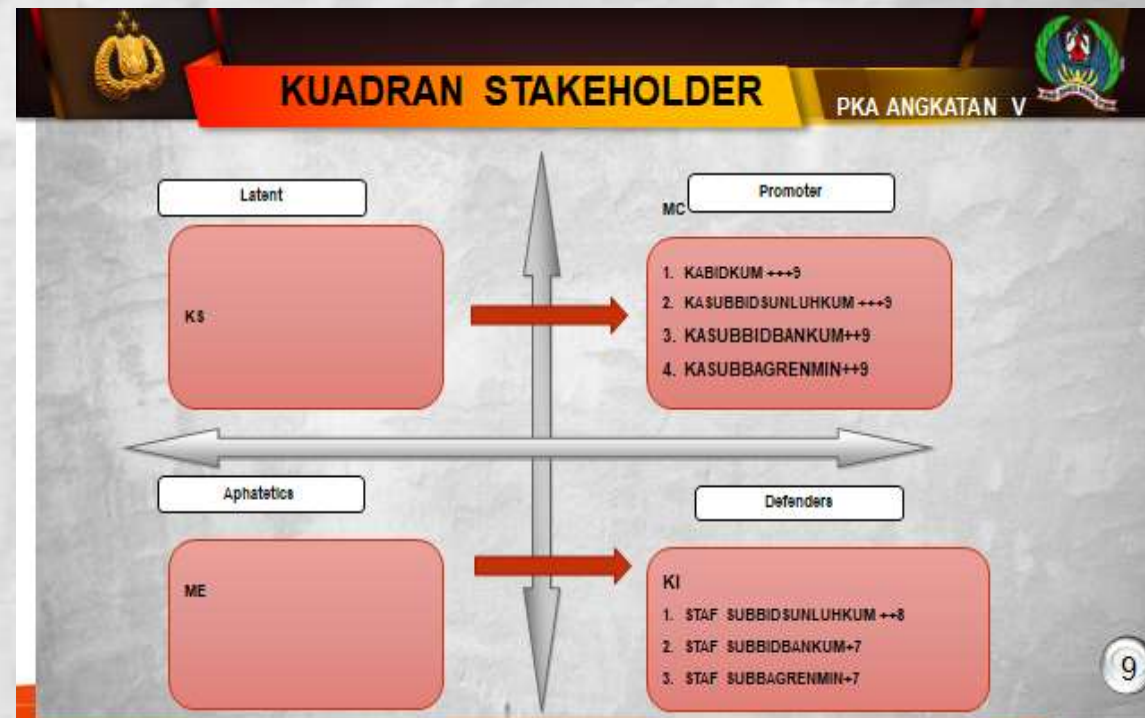 KUADRAN STAKEHOLDER
PKA ANGKATAN V
Latent
KS
MC
Promoter
1. KABIDKUM +++9
2. KASUBBIDSUNLUHKUM +++9
3. KASUBBIDBANKUM++9
4. KASUBBAGRENMIN++9
Aphatetics
ME
Defenders
KI
1. STAF SUBBIDSUNLUHKUM ++8
2. STAF SUBBIDBANKUM+7
3. STAF SUBBAGRENMIN+7
9